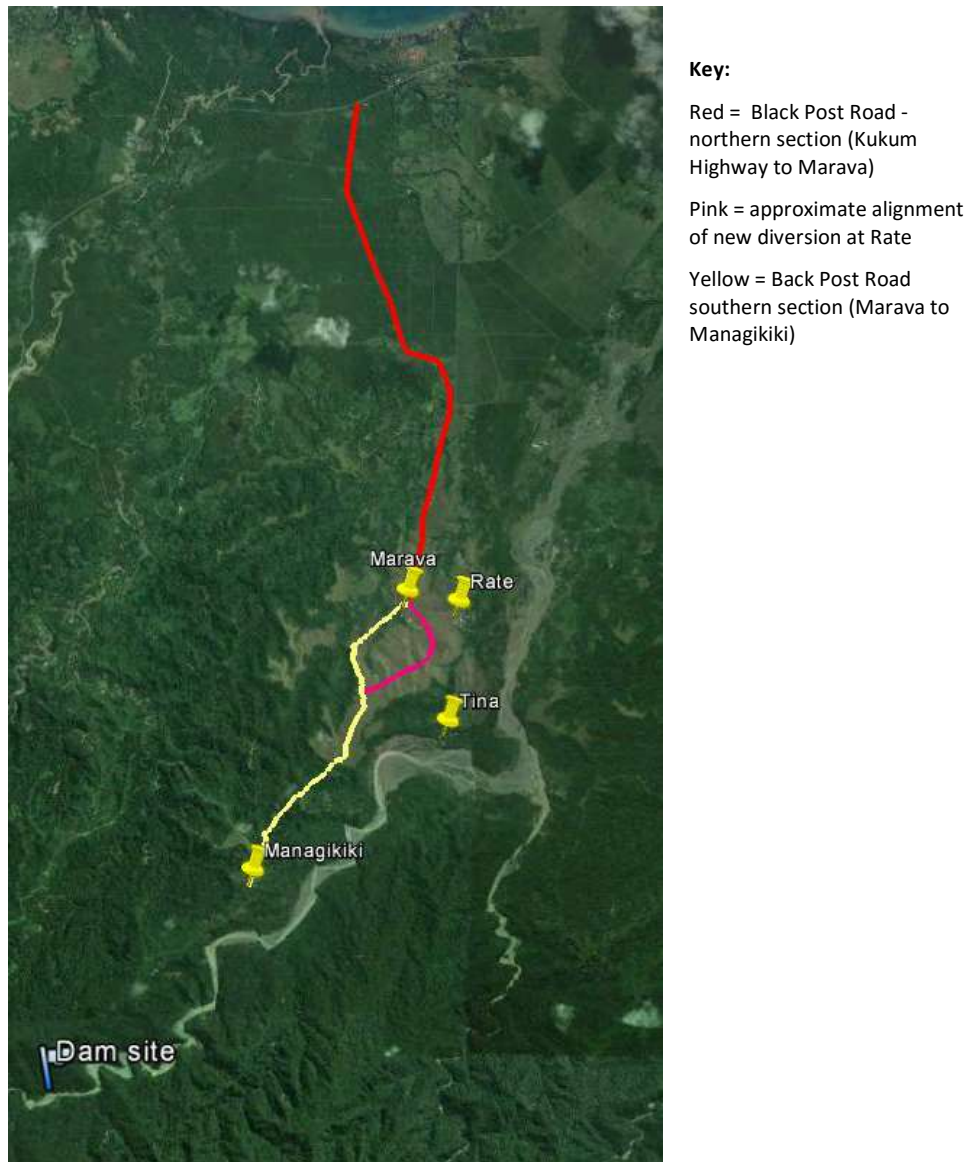 Key:
Red = Black Post Road -
northern section (Kukum
Highway to Marava)
Pink = approximate alignment
of new diversion at Rate
Yellow = Back Post Road
southern section (Marava to
Managikiki)
Marava
Rate
Tina
Managikiki
Dam site